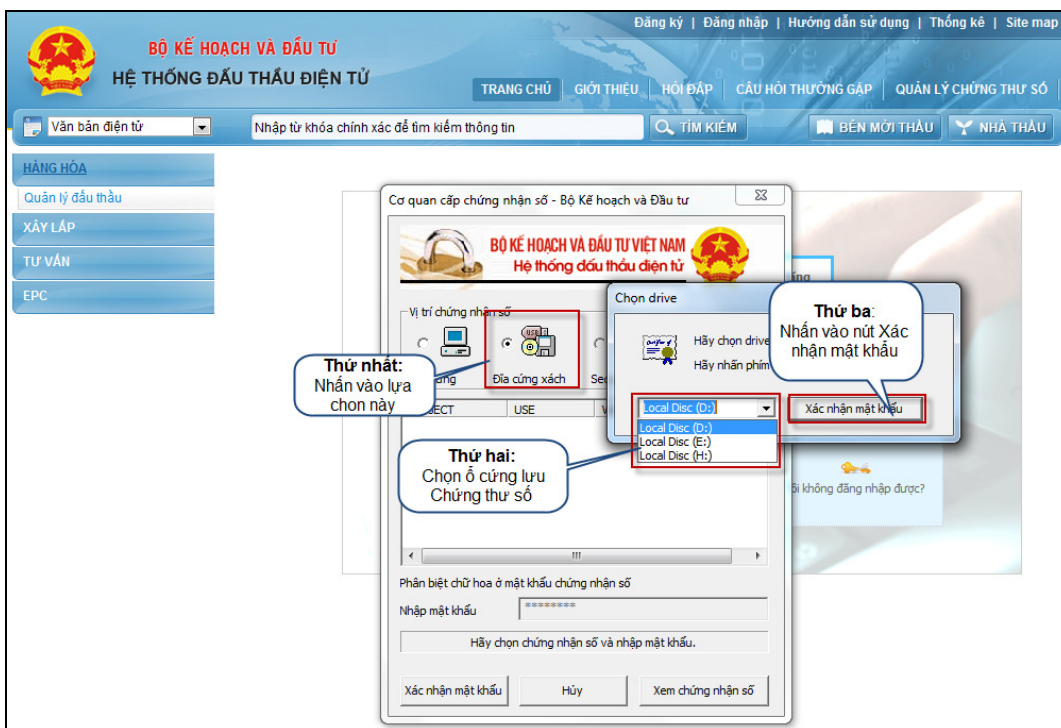 Đăng ký | Đăng nhập | Hướng dẫn sử dụng | Thống kê | Site map
BỘ KẾ HOẠCH VÀ ĐẦU TƯ
HỆ THỐNG ĐẤU THẦU ĐIỆN TỬ
TRANG CHỦ GIỚI THIỆU HỎI ĐÁP CÂU HỎI THƯỜNG GẶP QUẢN LÝ CHỨNG THƯ SỐ
Văn bản điện tử Nhập từ khóa chính xác để tìm kiếm thông tin TÌM KIẾM BÊN MỜI THẦU NHÀ THẦU
HÀNG HÓA
Quản lý đấu thầu
XÂY LẮP
TƯ VẤN
EPC
Cơ quan cấp chứng nhận số - Bộ Kế hoạch và Đầu tư
BỘ KẾ HOẠCH VÀ ĐẦU TƯ VIỆT NAM
Hệ thống đấu thầu điện tử
Vị trí chứng nhận số
Đĩa cứng xách
Thứ nhất:
Nhấn vào lựa
chon này
USE
Thứ hai:
Chọn ổ cứng lưu
Chứng thư số
Chọn drive
Hãy chọn drive
Hãy nhấn phím
Thứ ba:
Nhấn vào nút Xác
nhận mật khẩu
Local Disc (D:) Xác nhận mật khẩu
Local Disc (D:)
Local Disc (E:)
Local Disc (H:)
không đăng nhập được?
Phân biệt chữ hoa ở mật khẩu chứng nhận số
Nhập mật khẩu ********
Hãy chọn chứng nhận số và nhập mật khẩu.
Xác nhận mật khẩu Hủy Xem chứng nhận số